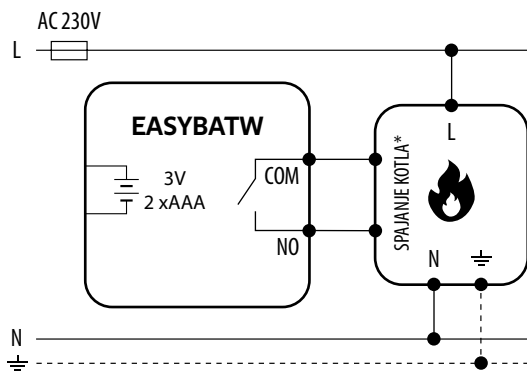 AC 230V
L
EASYBATW
3V
2 xAAA
COM
NO
SPAJANJE KOTLA*
L
N
N